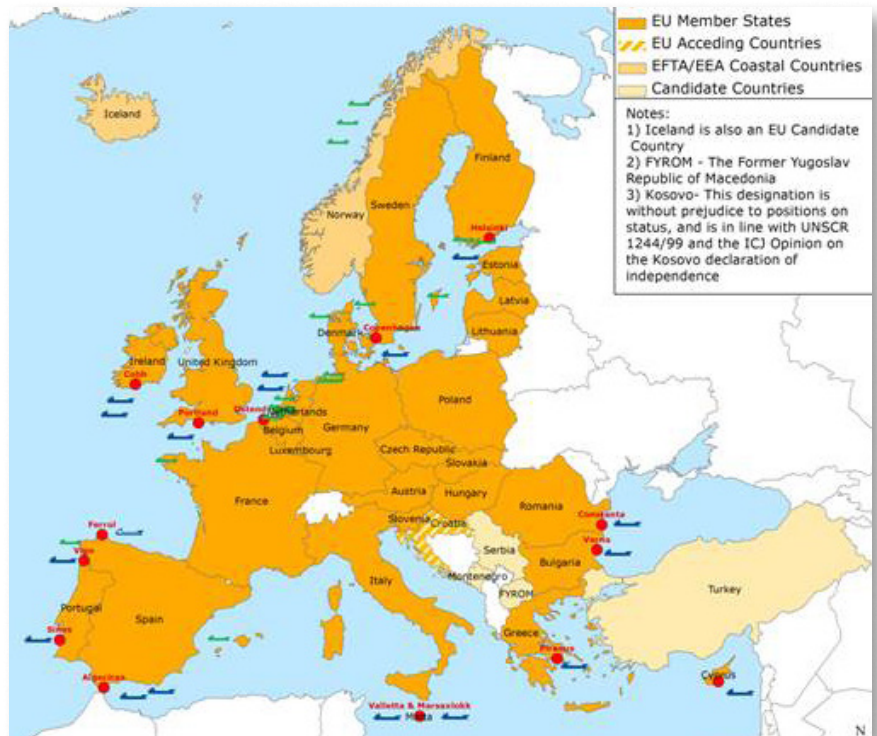 EU Member States
EU Acceding Countries
EFTA/EEA Coastal Countries
Candidate Countries
Notes:
1) Iceland is also an EU Candidate
Country
2) FYROM - The Former Yugoslav
Republic of Macedonia
3) Kosovo- This designation is
without prejudice to positions on
status, and is in line with UNSCR
1244/99 and the ICJ Opinion on
the Kosovo declaration of
independence
Iceland
Finland
Norway
Sweden
Helsinki
Estonia
Latvia
Lithuania
Denmark
Copenhagen
Ireland
United Kingdom
Cobh
Portland
Ostend
Netherlands
Belgium
Luxembourg
Germany
Poland
Czech Republic
Slovakia
Austria
Hungary
France
Romania
Slovenia
Croatia
Constanta
Varna
Serbia
Bulgaria
Ferrol
Vigo
Italy
Montenegro
FYROM
Turkey
Portugal
Spain
Sines
Greece
Piraeus
Algeciras
Cyprus
Valletta & Marsaxlokk
Malta
N